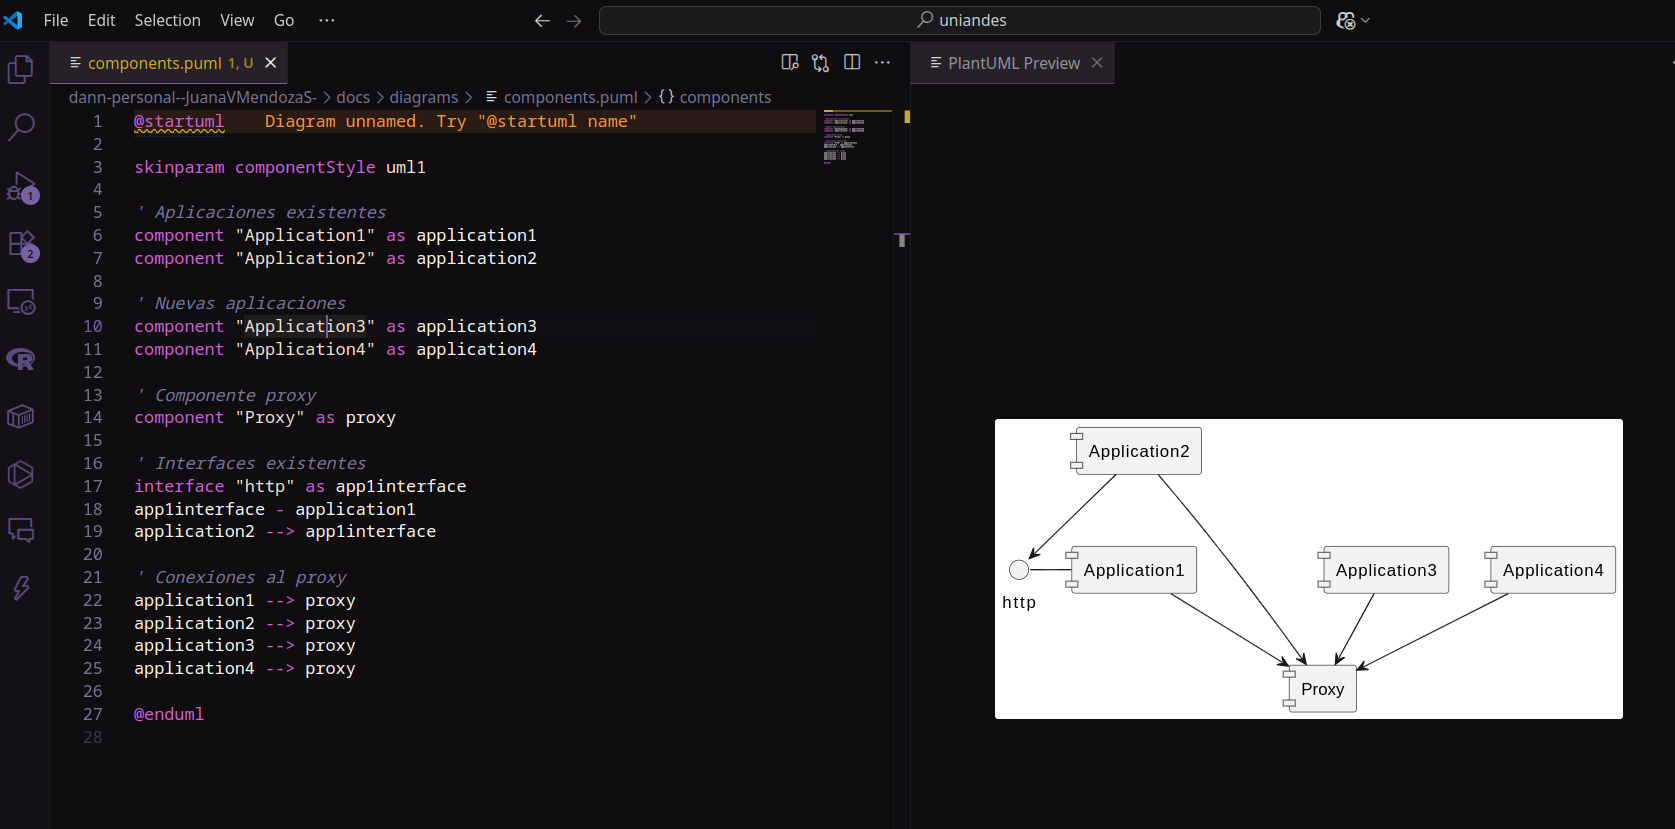 File Edit Selection View Go ···
uniandes
components.puml 1, U
PlantUML Preview
dann-personal--JuanaVMendozaS- > docs > diagrams > components.puml > {} components
1 @startuml Diagram unnamed. Try "@startuml name"
2
3 skinparam componentStyle uml1
4
5 ' Aplicaciones existentes
6 component "Application1" as application1
7 component "Application2" as application2
8
9 ' Nuevas aplicaciones
10 component "Application3" as application3
11 component "Application4" as application4
12
13 ' Componente proxy
14 component "Proxy" as proxy
15
16 ' Interfaces existentes
17 interface "http" as app1interface
18 app1interface - application1
19 application2 --> app1interface
20
21 ' Conexiones al proxy
22 application1 --> proxy
23 application2 --> proxy
24 application3 --> proxy
25 application4 --> proxy
26
27 @enduml
28
1
2
R
Application2
Application1
Application3
Application4
http
Proxy